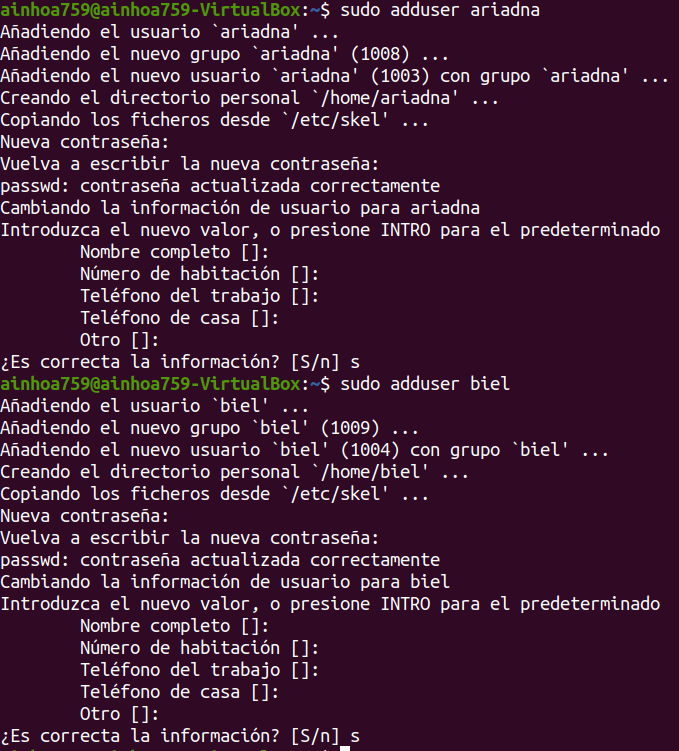 ainhoa759@ainhoa759-VirtualBox:~$ sudo adduser ariadna
Añadiendo el usuario `ariadna' ...
Añadiendo el nuevo grupo `ariadna' (1008) ...
Añadiendo el nuevo usuario `ariadna' (1003) con grupo `ariadna' ...
Creando el directorio personal `/home/ariadna' ...
Copiando los ficheros desde `/etc/skel' ...
Nueva contraseña:
Vuelva a escribir la nueva contraseña:
passwd: contraseña actualizada correctamente
Cambiando la información de usuario para ariadna
Introduzca el nuevo valor, o presione INTRO para el predeterminado
Nombre completo []:
Número de habitación []:
Teléfono del trabajo []:
Teléfono de casa []:
Otro []:
¿Es correcta la información? [S/n] s
ainhoa759@ainhoa759-VirtualBox:~$ sudo adduser biel
Añadiendo el usuario `biel' ...
Añadiendo el nuevo grupo `biel' (1009) ...
Añadiendo el nuevo usuario `biel' (1004) con grupo `biel' ...
Creando el directorio personal `/home/biel' ...
Copiando los ficheros desde `/etc/skel' ...
Nueva contraseña:
Vuelva a escribir la nueva contraseña:
passwd: contraseña actualizada correctamente
Cambiando la información de usuario para biel
Introduzca el nuevo valor, o presione INTRO para el predeterminado
Nombre completo []:
Número de habitación []:
Teléfono del trabajo []:
Teléfono de casa []:
Otro []:
¿Es correcta la información? [S/n] s